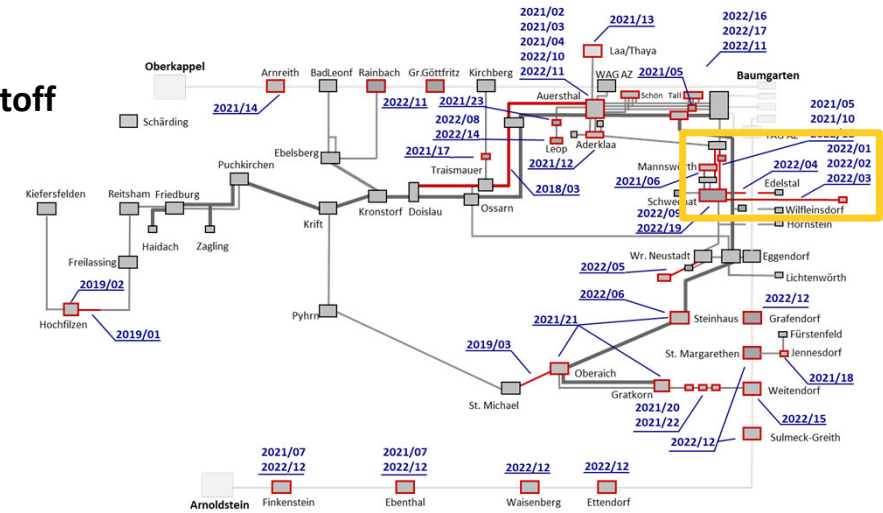 toff
2021/02
2021/03
2021/04
2022/10
2022/11
2021/13
2022/16
2022/17
2022/11
Oberkappel
Arnreith
BadLeonf
Rainbach
Gr.Göttfritz
Kirchberg
Laa/Thaya
WAG AZ
2021/05
Baumgarten
Auersthal
Schön
Tall
2021/14
2022/11
2021/23
2022/08
2022/14
Schärding
2021/05
2021/10
Ebelsberg
2021/17
Leop
Aderklaa
2021/12
Traismauer
Puchkirchen
Mannswörth
2021/06
2022/04
2022/01
2022/02
2022/03
Edelstal
2018/03
Kiefersfelden
Reitsham
Friedburg
Schwechat
2022/09
2022/19
Wilfleinsdorf
Hornstein
Krift
Kronstorf
Doislau
Ossarn
Haidach
Zagling
Freilassing
Wr. Neustadt
Eggendorf
2022/05
Lichtenwörth
2019/02
Hochfilzen
2019/01
2022/06
2022/12
Pyhrn
2021/21
Steinhaus
Grafendorf
Fürstenfeld
2019/03
St. Margarethen
Jennesdorf
Oberaich
2021/18
St. Michael
Gratkorn
Weitendorf
2021/20
2021/22
2022/15
2022/12
Sulmeck-Greith
2021/07
2022/12
2021/07
2022/12
2022/12
2022/12
Arnoldstein
Finkenstein
Ebenthal
Waisenberg
Ettendorf